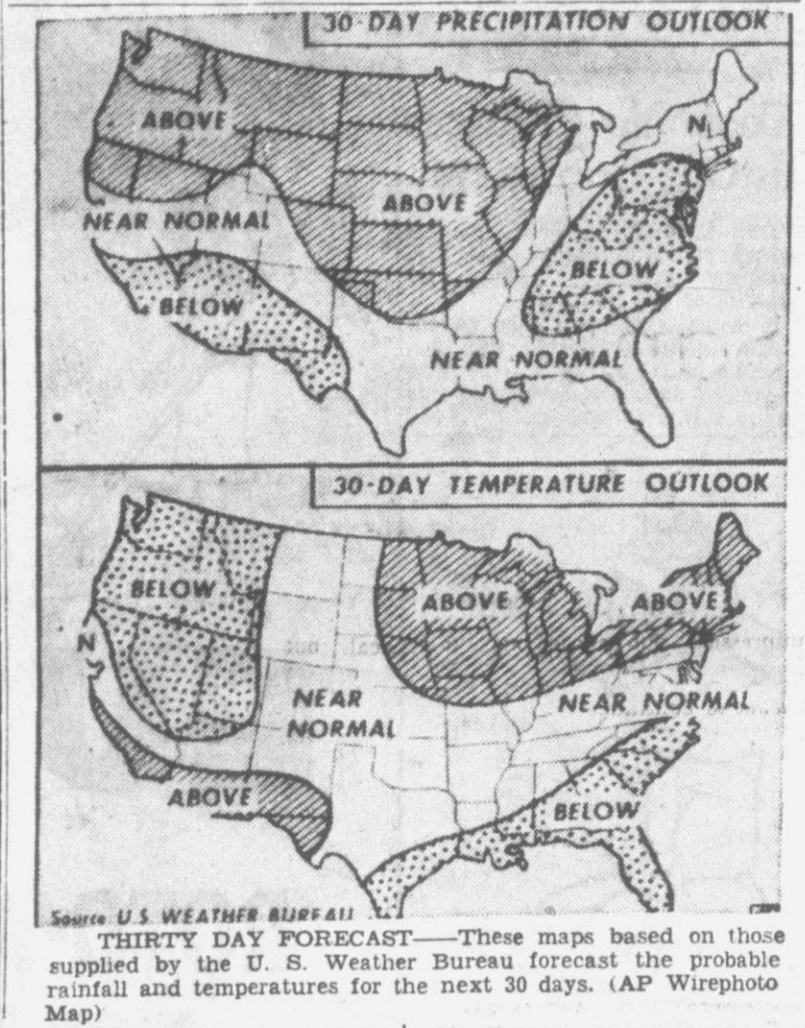 30-DAY PRECIPITATION OUTLOOK
ABOVE
N
ABOVE
NEAR NORMAL
BELOW
BELOW
NEAR NORMAL
30-DAY TEMPERATURE OUTLOOK
BELOW
ABOVE
ABOVE
N
NEAR
NORMAL
NEAR NORMAL
ABOVE
BELOW
Source U.S. WEATHER BUREAU
THIRTY DAY FORECAST——These maps based on those
supplied by the U. S. Weather Bureau forecast the probable
rainfall and temperatures for the next 30 days. (AP Wirephoto
Map)